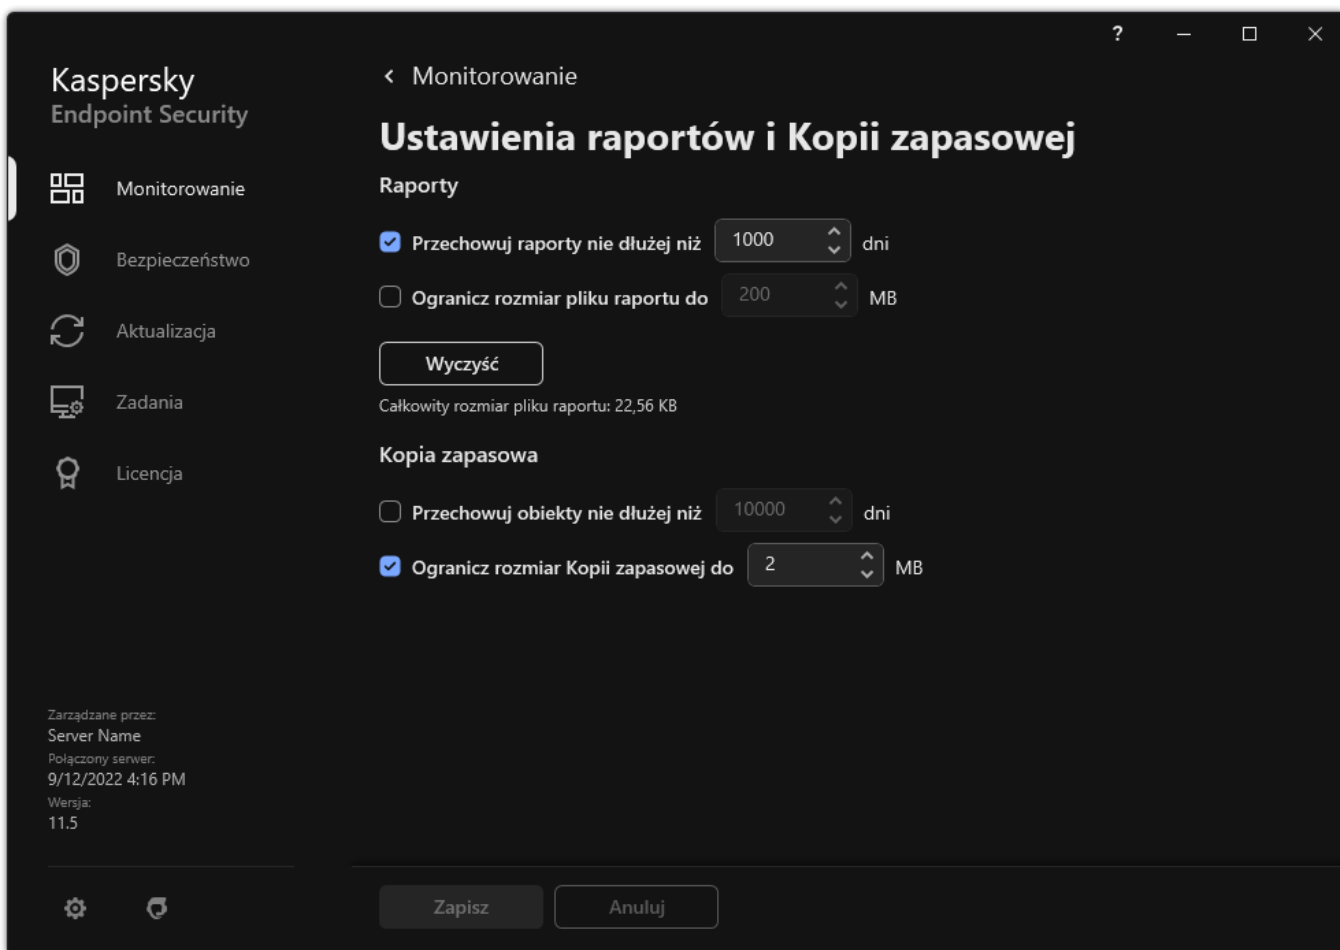 ?
Kaspersky
Endpoint Security
Monitorowanie
Bezpieczeństwo
Aktualizacja
Zadania
Licencja
Zarządzane przez:
Server Name
Połączony serwer:
9/12/2022 4:16 PM
Wersja:
11.5
Monitorowanie
Ustawienia raportów i Kopii zapasowej
Raporty
Przechowuj raporty nie dłużej niż 1000 dni
Ogranicz rozmiar pliku raportu do 200 MB
Wyczyść
Całkowity rozmiar pliku raportu: 22,56 KB
Kopia zapasowa
Przechowuj obiekty nie dłużej niż 10000 dni
Ogranicz rozmiar Kopii zapasowej do 2 MB
Zapisz Anuluj